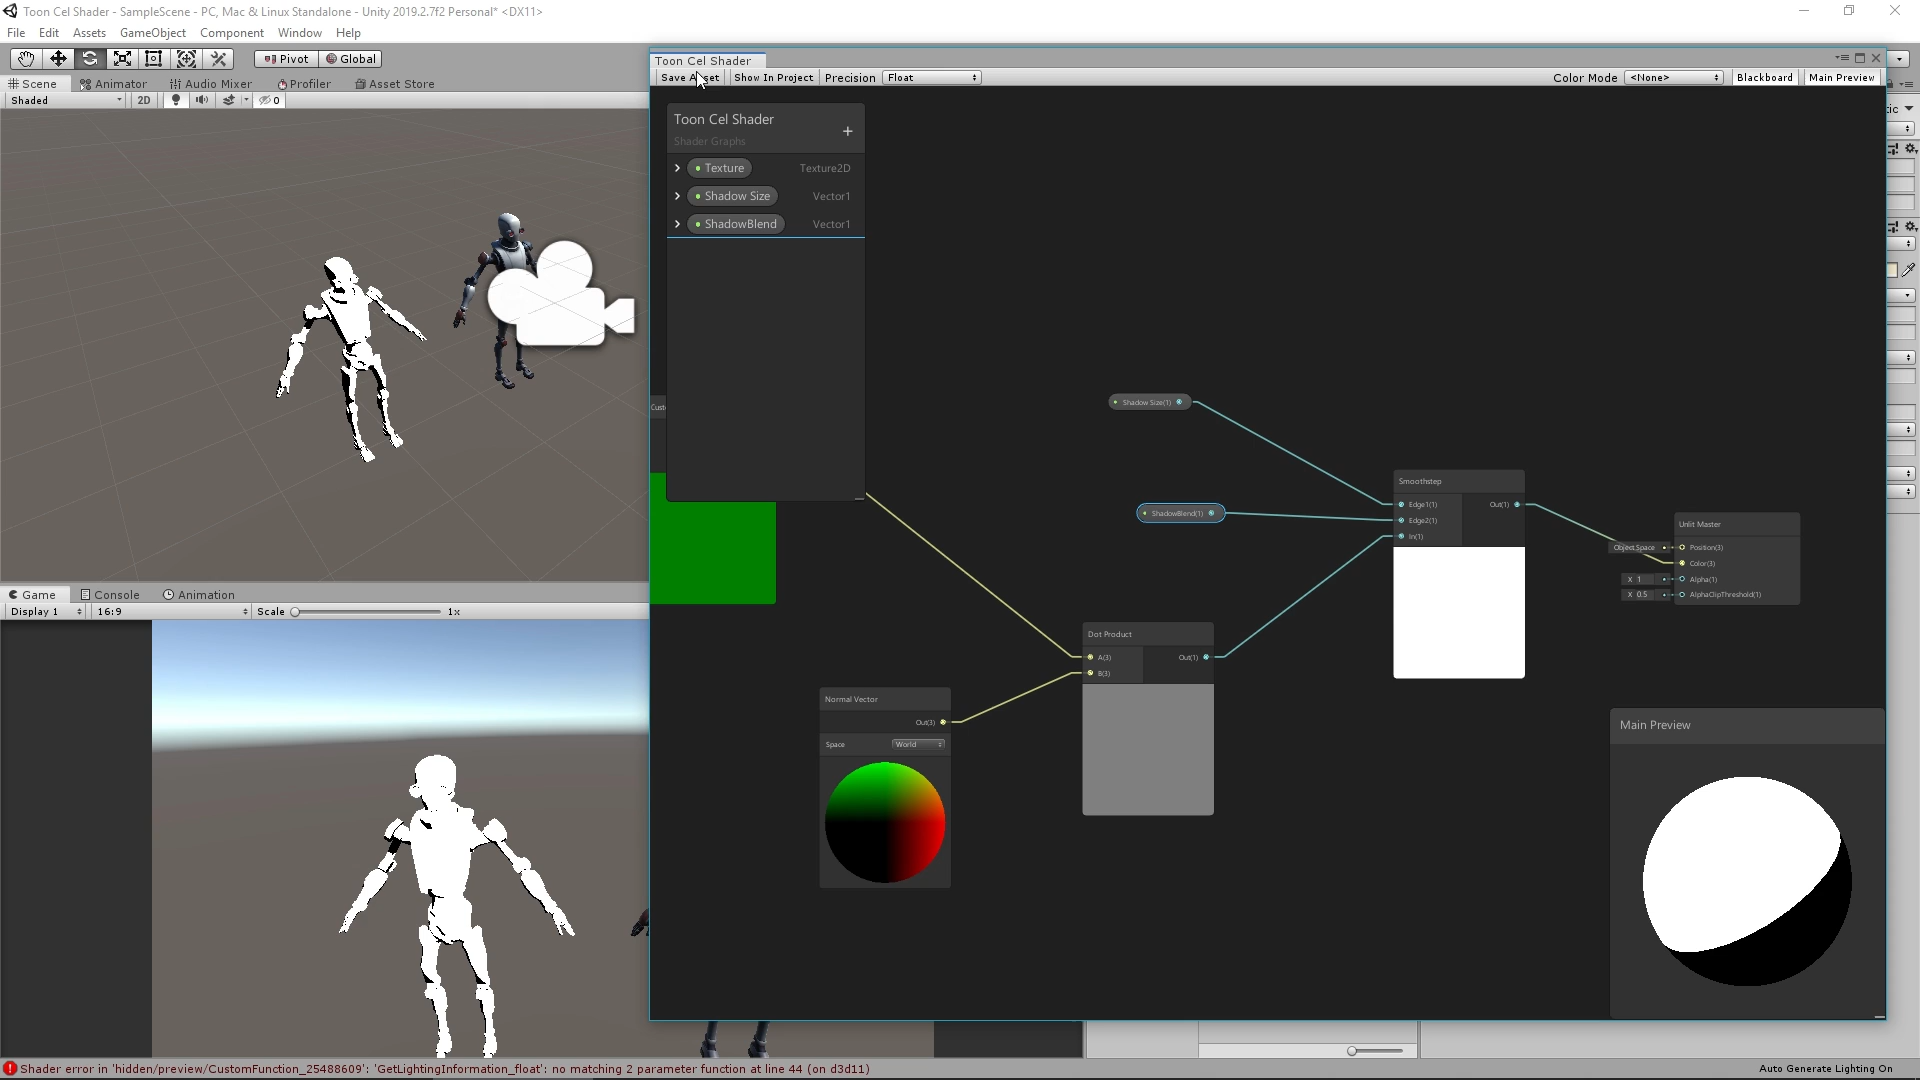 Toon Cel Shader - SampleScene - PC, Mac & Linux Standalone - Unity 2019.2.7f2 Personal* <DX11>
File Edit Assets GameObject Component Window Help
Pivot Global
Scene Animator Audio Mixer Profiler Asset Store
Shaded 2D 0
Toon Cel Shader
Save Asset Show In Project Precision Float Color Mode <None> Blackboard Main Preview
Toon Cel Shader
Shader Graphs
+
Texture Texture2D
Shadow Size Vector1
ShadowBlend Vector1
tic
Cust
Shadow Size(1)
ShadowBlend(1)
Smoothstep
Edge1(1) Out(1)
Edge2(1)
In(1)
Unlit Master
Object Space Position(3)
Color(3)
X 1 Alpha(1)
X 0.5 AlphaClipThreshold(1)
Dot Product
A(3) Out(1)
B(3)
Normal Vector
Out(3)
Space World
Main Preview
Game Console Animation
Display 1 16:9 Scale 1x
Shader error in 'hidden/preview/CustomFunction_25488609': 'GetLightingInformation_float': no matching 2 parameter function at line 44 (on d3d11)
Auto Generate Lighting On